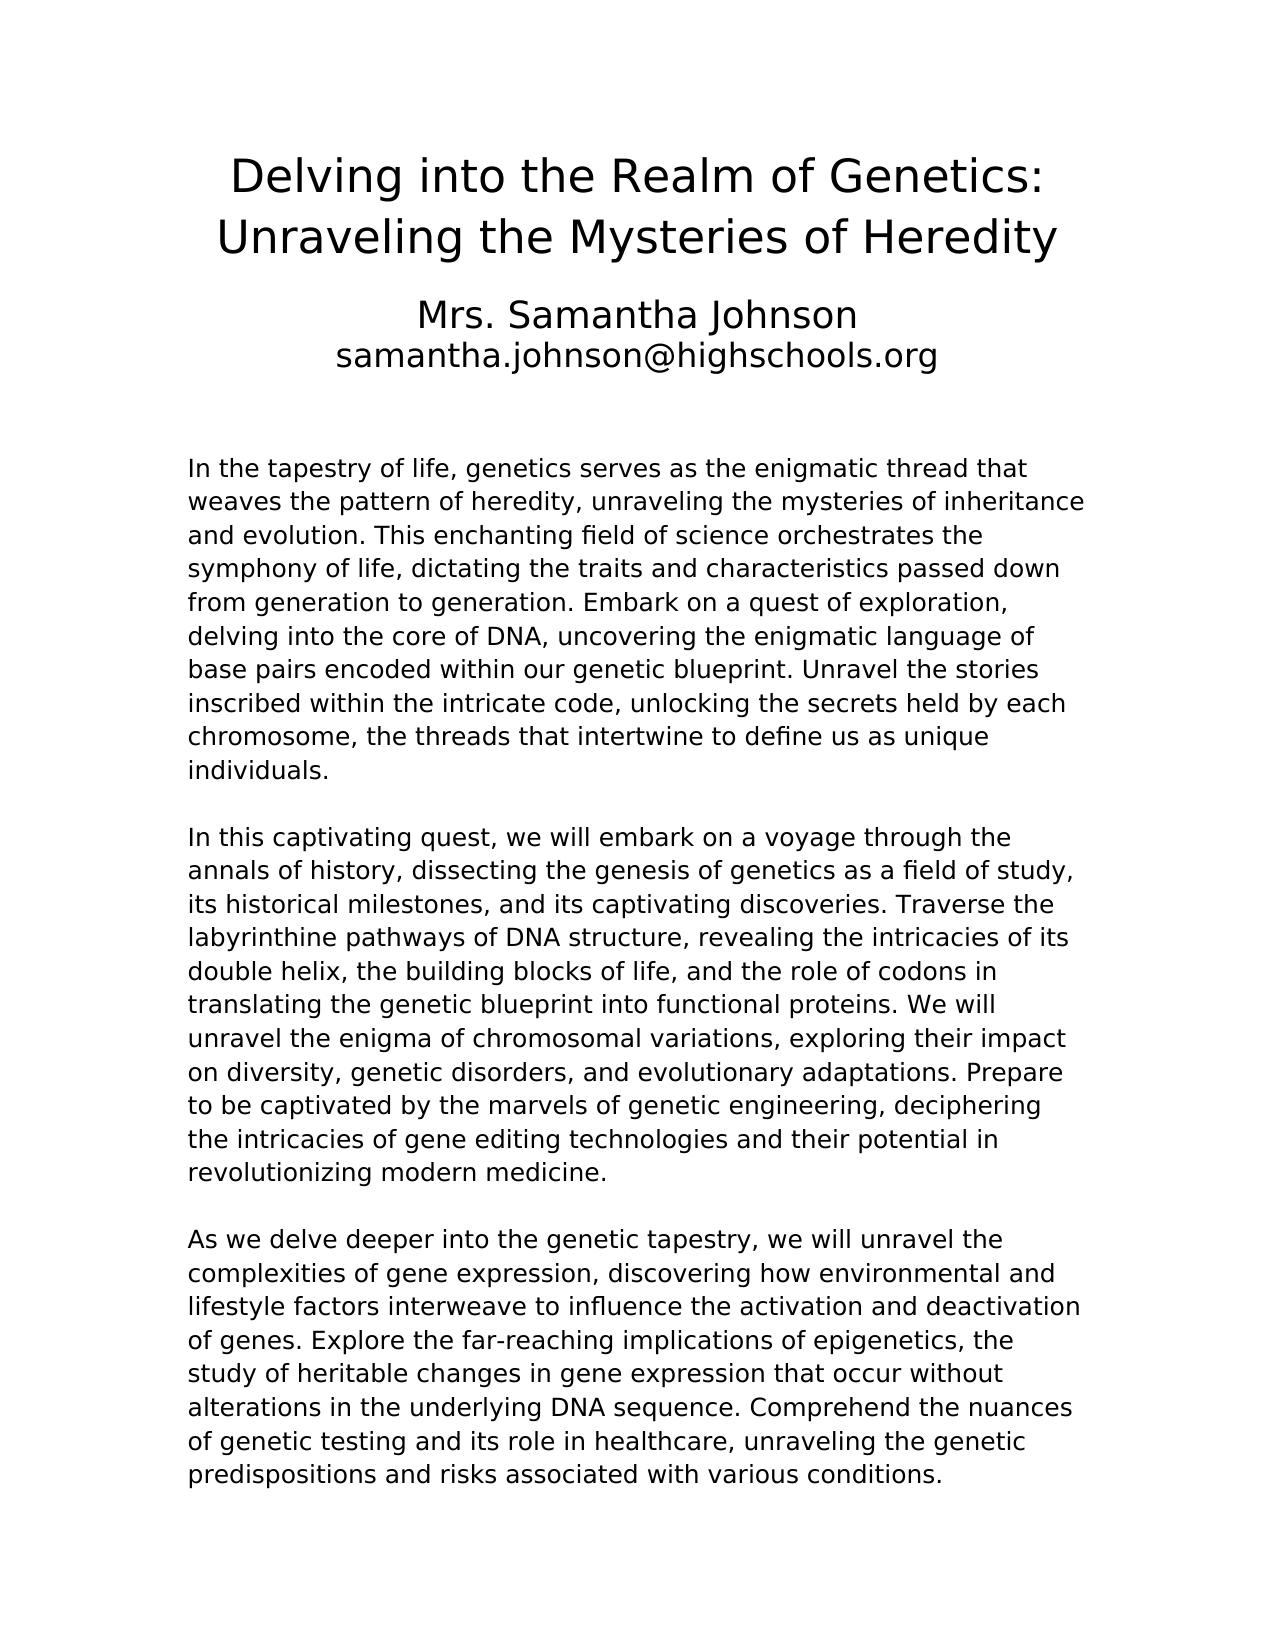 Delving into the Realm of Genetics:
Unraveling the Mysteries of Heredity
Mrs. Samantha Johnson
samantha.johnson@highschools.org
In the tapestry of life, genetics serves as the enigmatic thread that
weaves the pattern of heredity, unraveling the mysteries of inheritance
and evolution. This enchanting field of science orchestrates the
symphony of life, dictating the traits and characteristics passed down
from generation to generation. Embark on a quest of exploration,
delving into the core of DNA, uncovering the enigmatic language of
base pairs encoded within our genetic blueprint. Unravel the stories
inscribed within the intricate code, unlocking the secrets held by each
chromosome, the threads that intertwine to define us as unique
individuals.
In this captivating quest, we will embark on a voyage through the
annals of history, dissecting the genesis of genetics as a field of study,
its historical milestones, and its captivating discoveries. Traverse the
labyrinthine pathways of DNA structure, revealing the intricacies of its
double helix, the building blocks of life, and the role of codons in
translating the genetic blueprint into functional proteins. We will
unravel the enigma of chromosomal variations, exploring their impact
on diversity, genetic disorders, and evolutionary adaptations. Prepare
to be captivated by the marvels of genetic engineering, deciphering
the intricacies of gene editing technologies and their potential in
revolutionizing modern medicine.
As we delve deeper into the genetic tapestry, we will unravel the
complexities of gene expression, discovering how environmental and
lifestyle factors interweave to influence the activation and deactivation
of genes. Explore the far-reaching implications of epigenetics, the
study of heritable changes in gene expression that occur without
alterations in the underlying DNA sequence. Comprehend the nuances
of genetic testing and its role in healthcare, unraveling the genetic
predispositions and risks associated with various conditions.